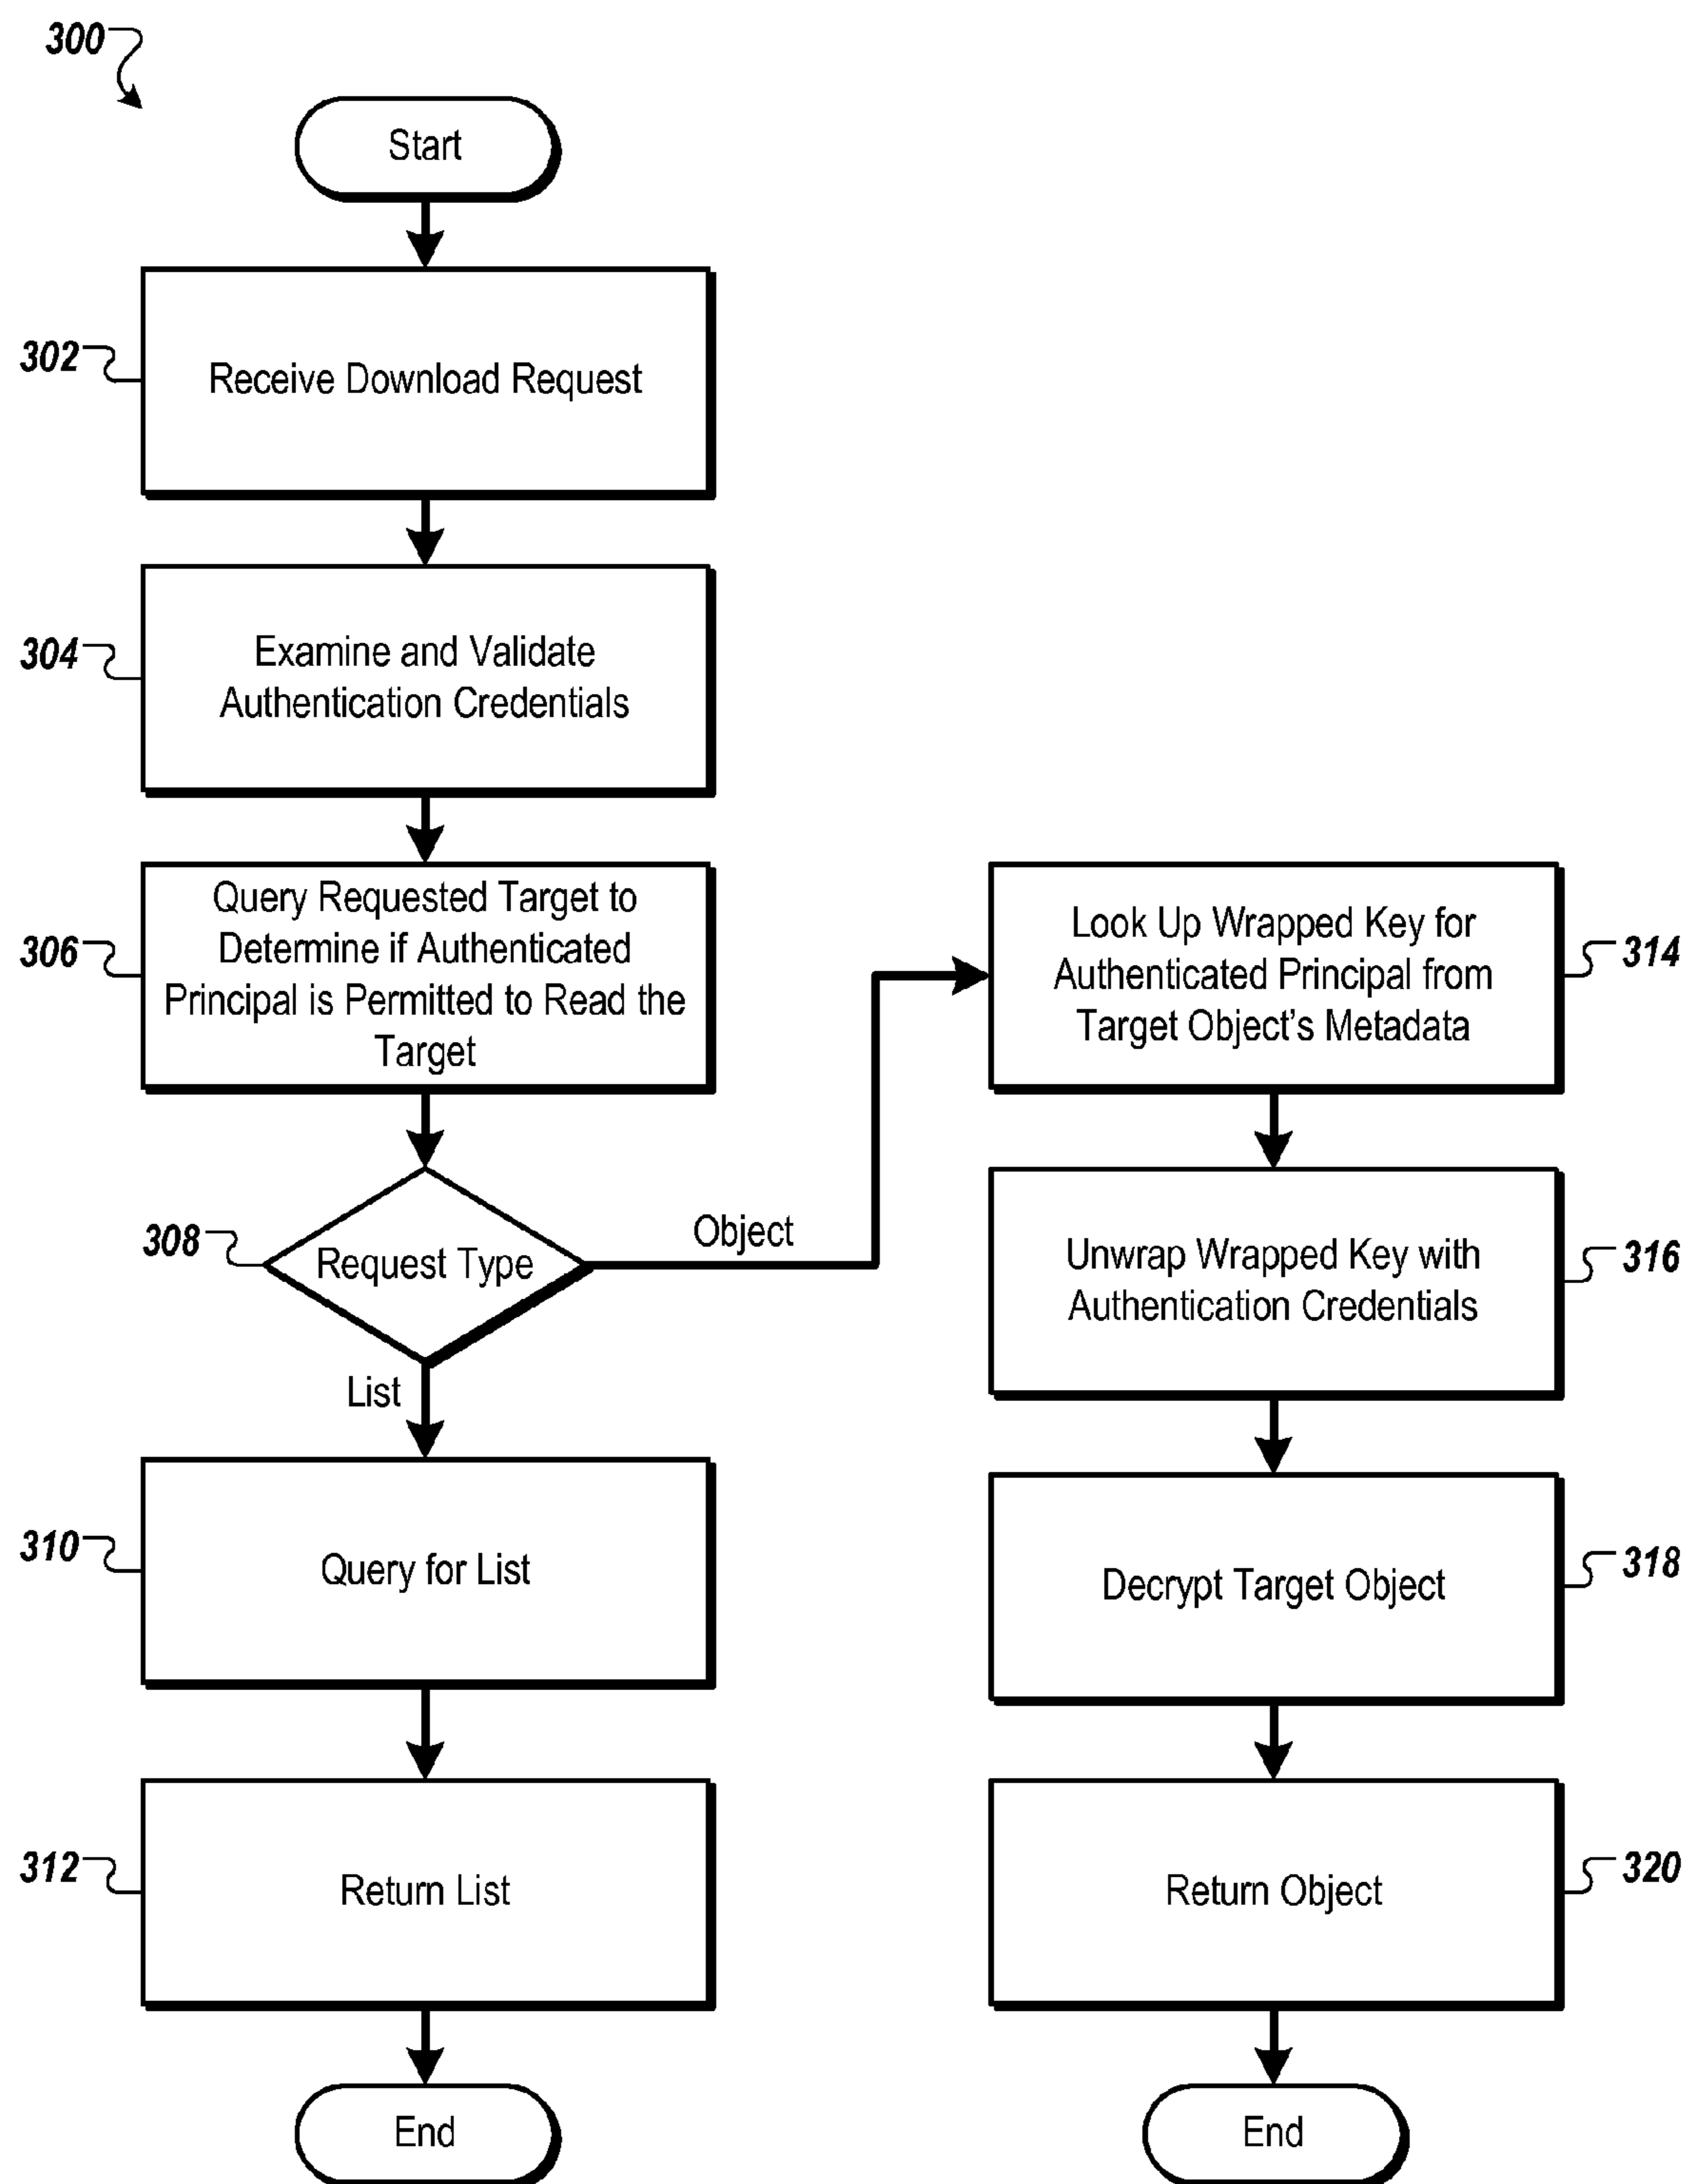 300
Start
302
Receive Download Request
304
Examine and Validate
Authentication Credentials
306
Query Requested Target to
Determine if Authenticated
Principal is Permitted to Read the
Target
308
Request Type
Object
List
310
Query for List
312
Return List
End
Look Up Wrapped Key for
Authenticated Principal from
Target Object's Metadata
314
Unwrap Wrapped Key with
Authentication Credentials
316
Decrypt Target Object
318
Return Object
320
End